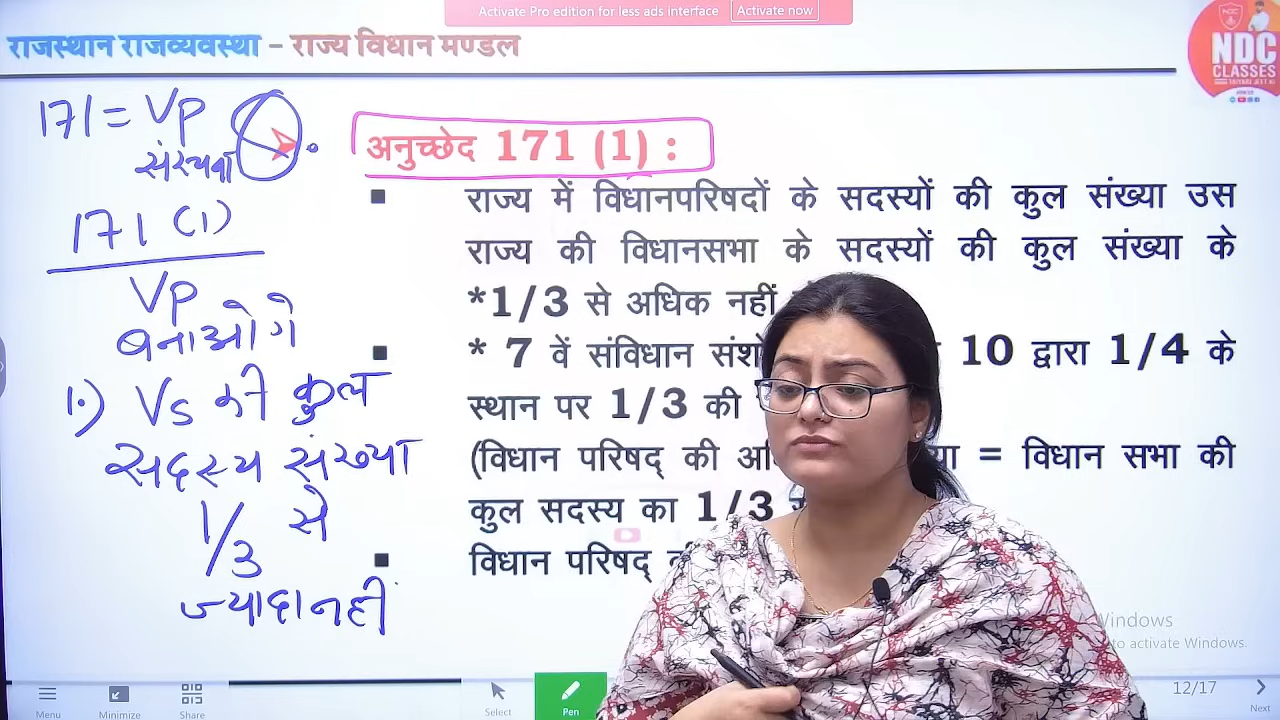 Activate Pro edition for less ads interface Activate now
राजस्थान राजव्यवस्था – राज्य विधान मण्डल
NDC
NDC
CLASSES
171 = VP
संरचना
171 (1)
VP
बनाओगे
1.) VS की कुल
सदस्य संख्या
1/3 से
ज्यादा नहीं
अनुच्छेद 171 (1) :
▪ राज्य में विधानपरिषदों के सदस्यों की कुल संख्या उस
राज्य की विधानसभा के सदस्यों की कुल संख्या के
*1/3 से अधिक नहीं
▪ * 7 वें संविधान 10 द्वारा 1/4 के
स्थान पर 1/3 की
(विधान परिषद् की = विधान सभा की
कुल सदस्य का 1/3
▪ विधान परिषद्
Windows
to activate Windows.
Menu Minimize Share Select Pen 12/17 Next